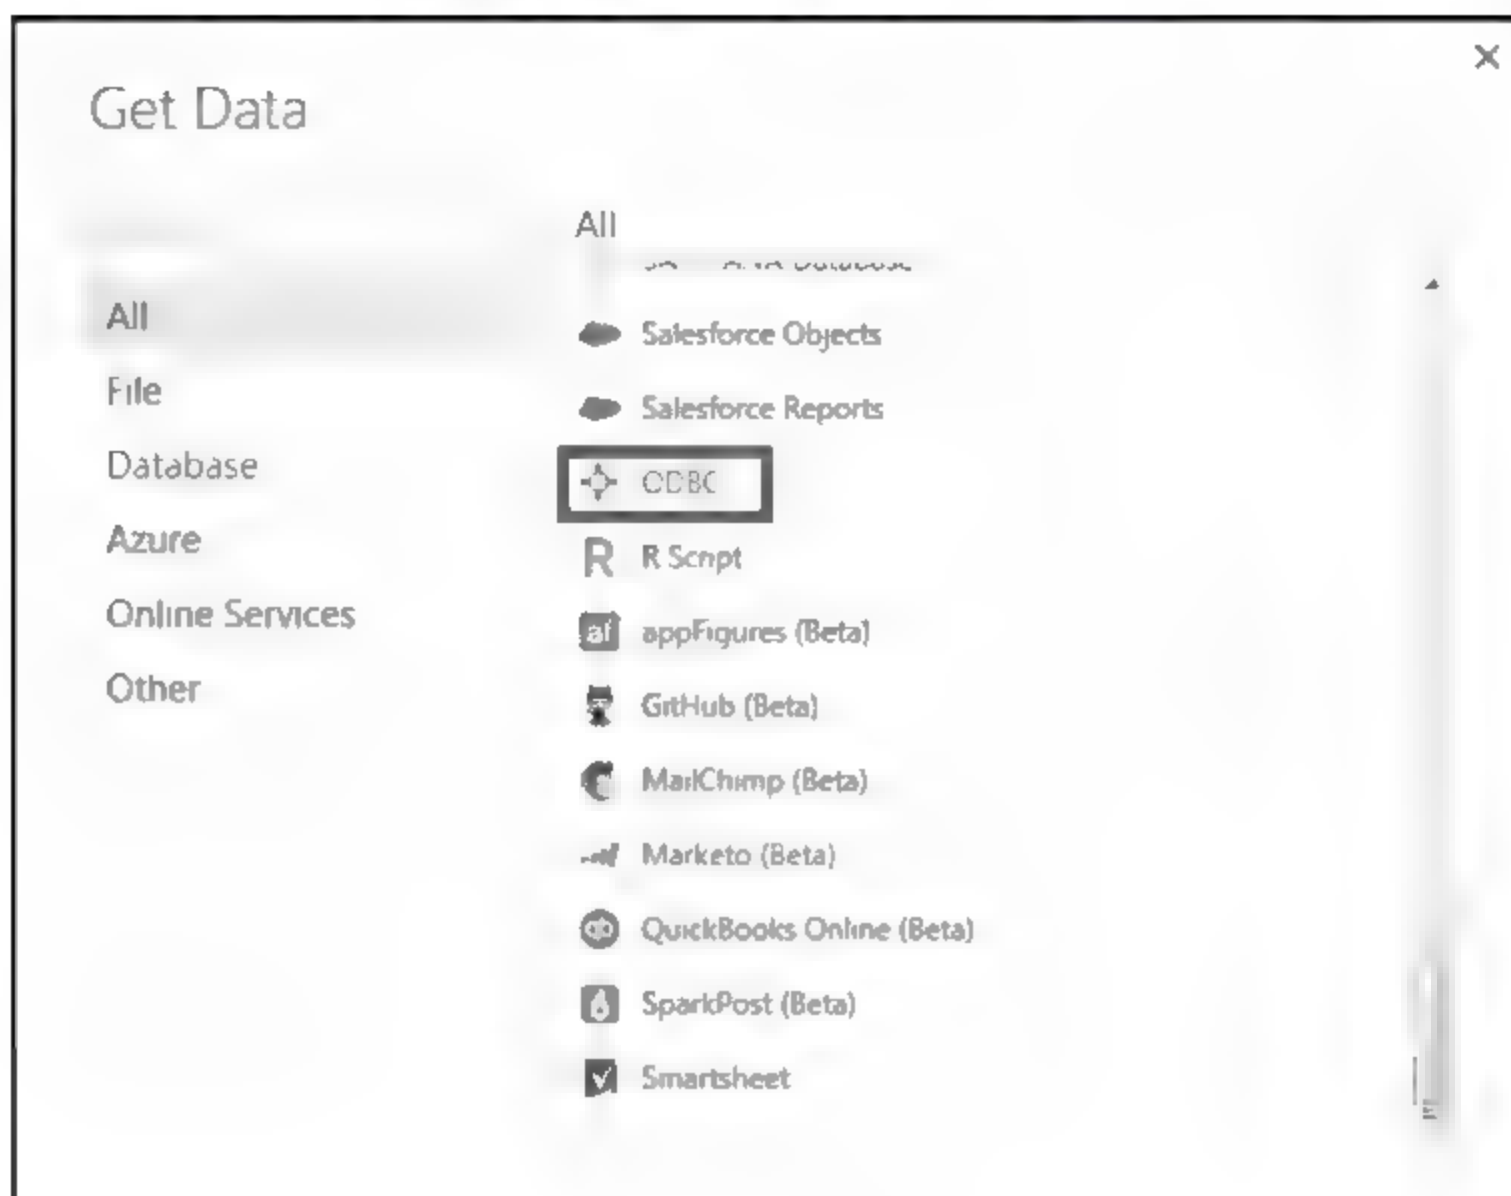 Get Data
All
File
Database
Azure
Online Services
Other
All
Database
Salesforce Objects
Salesforce Reports
ODBC
R Script
appFigures (Beta)
GitHub (Beta)
MailChimp (Beta)
Marketo (Beta)
QuickBooks Online (Beta)
SparkPost (Beta)
Smartsheet